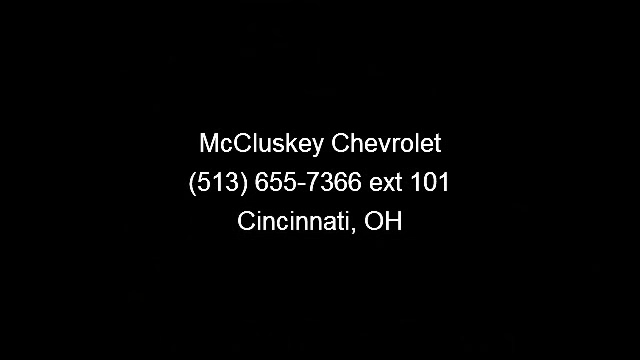 McCluskey Chevrolet
(513) 655-7366 ext 101
Cincinnati, OH